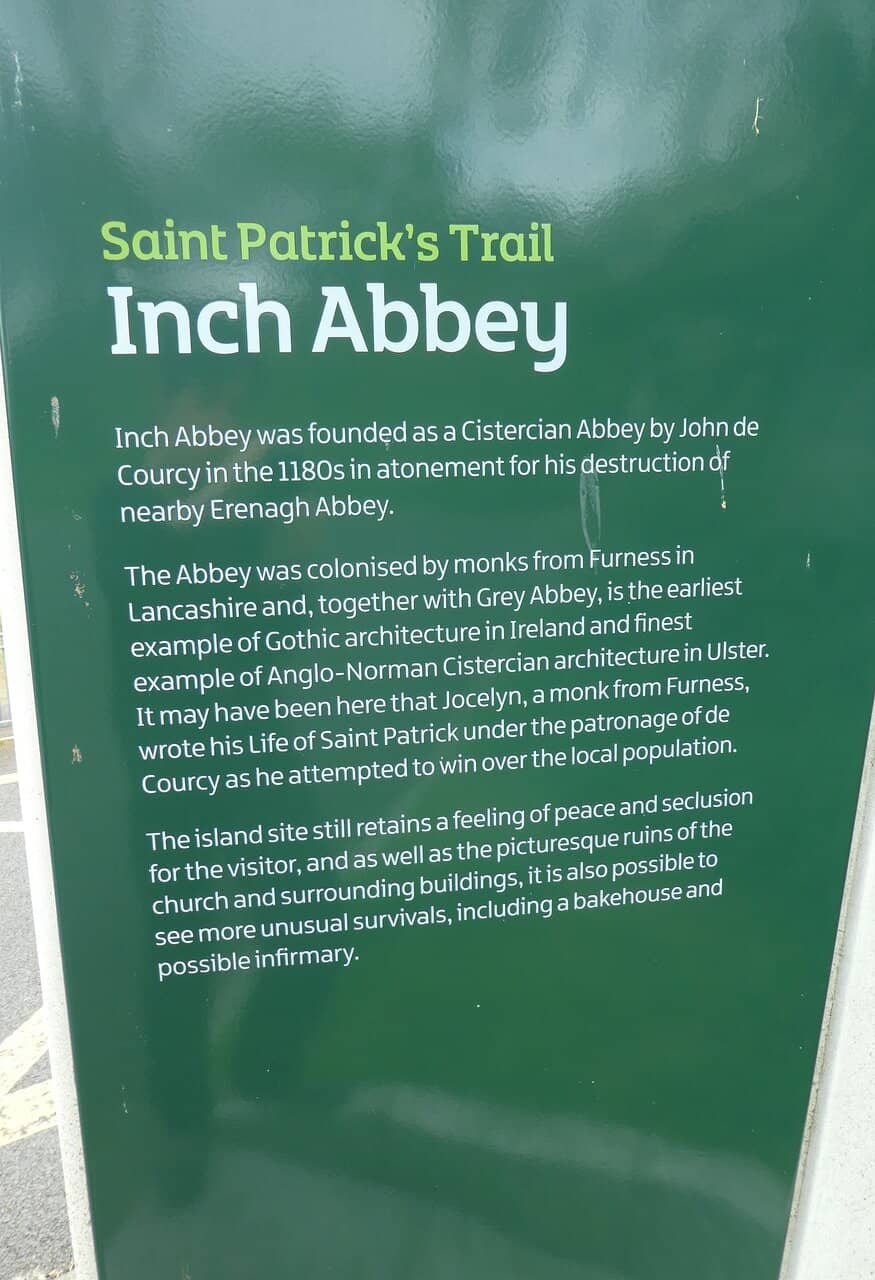 Saint Patrick's Trail
Inch Abbey
Inch Abbey was founded as a Cistercian Abbey by John de
Courcy in the 1180s in atonement for his destruction of
nearby Erenagh Abbey.
The Abbey was colonised by monks from Furness in
Lancashire and, together with Grey Abbey, is the earliest
example of Gothic architecture in Ireland and finest
example of Anglo-Norman Cistercian architecture in Ulster.
It may have been here that Jocelyn, a monk from Furness,
wrote his Life of Saint Patrick under the patronage of de
Courcy as he attempted to win over the local population.
The island site still retains a feeling of peace and seclusion
for the visitor, and as well as the picturesque ruins of the
church and surrounding buildings, it is also possible to
see more unusual survivals, including a bakehouse and
possible infirmary.